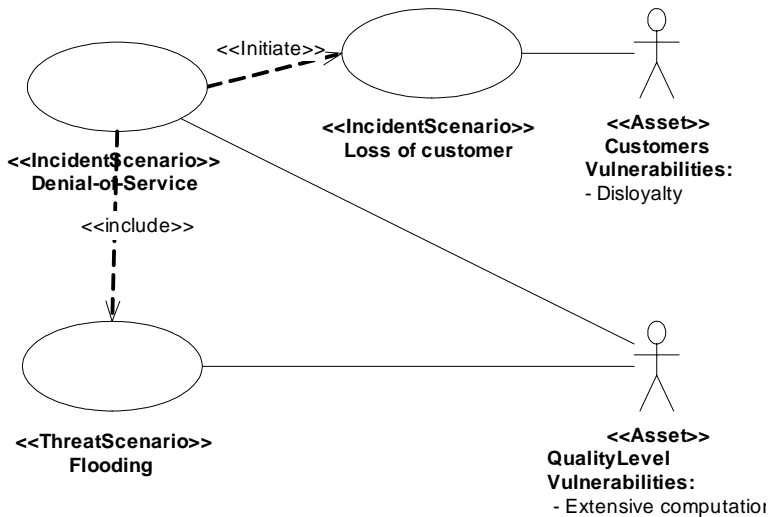 <<Initiate>>
<<IncidentScenario>>
Loss of customer
<<Asset>>
Customers
Vulnerabilities:
- Disloyalty
<<IncidentScenario>>
Denial-of-Service
<<include>>
<<ThreatScenario>>
Flooding
<<Asset>>
QualityLevel
Vulnerabilities:
- Extensive computation